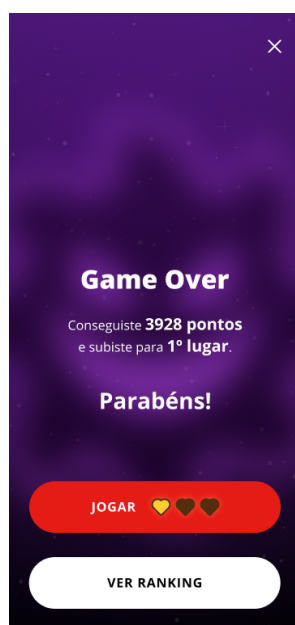 Game Over
Conseguiste 3928 pontos
e subiste para 1º lugar.
Parabéns!
JOGAR
VER RANKING